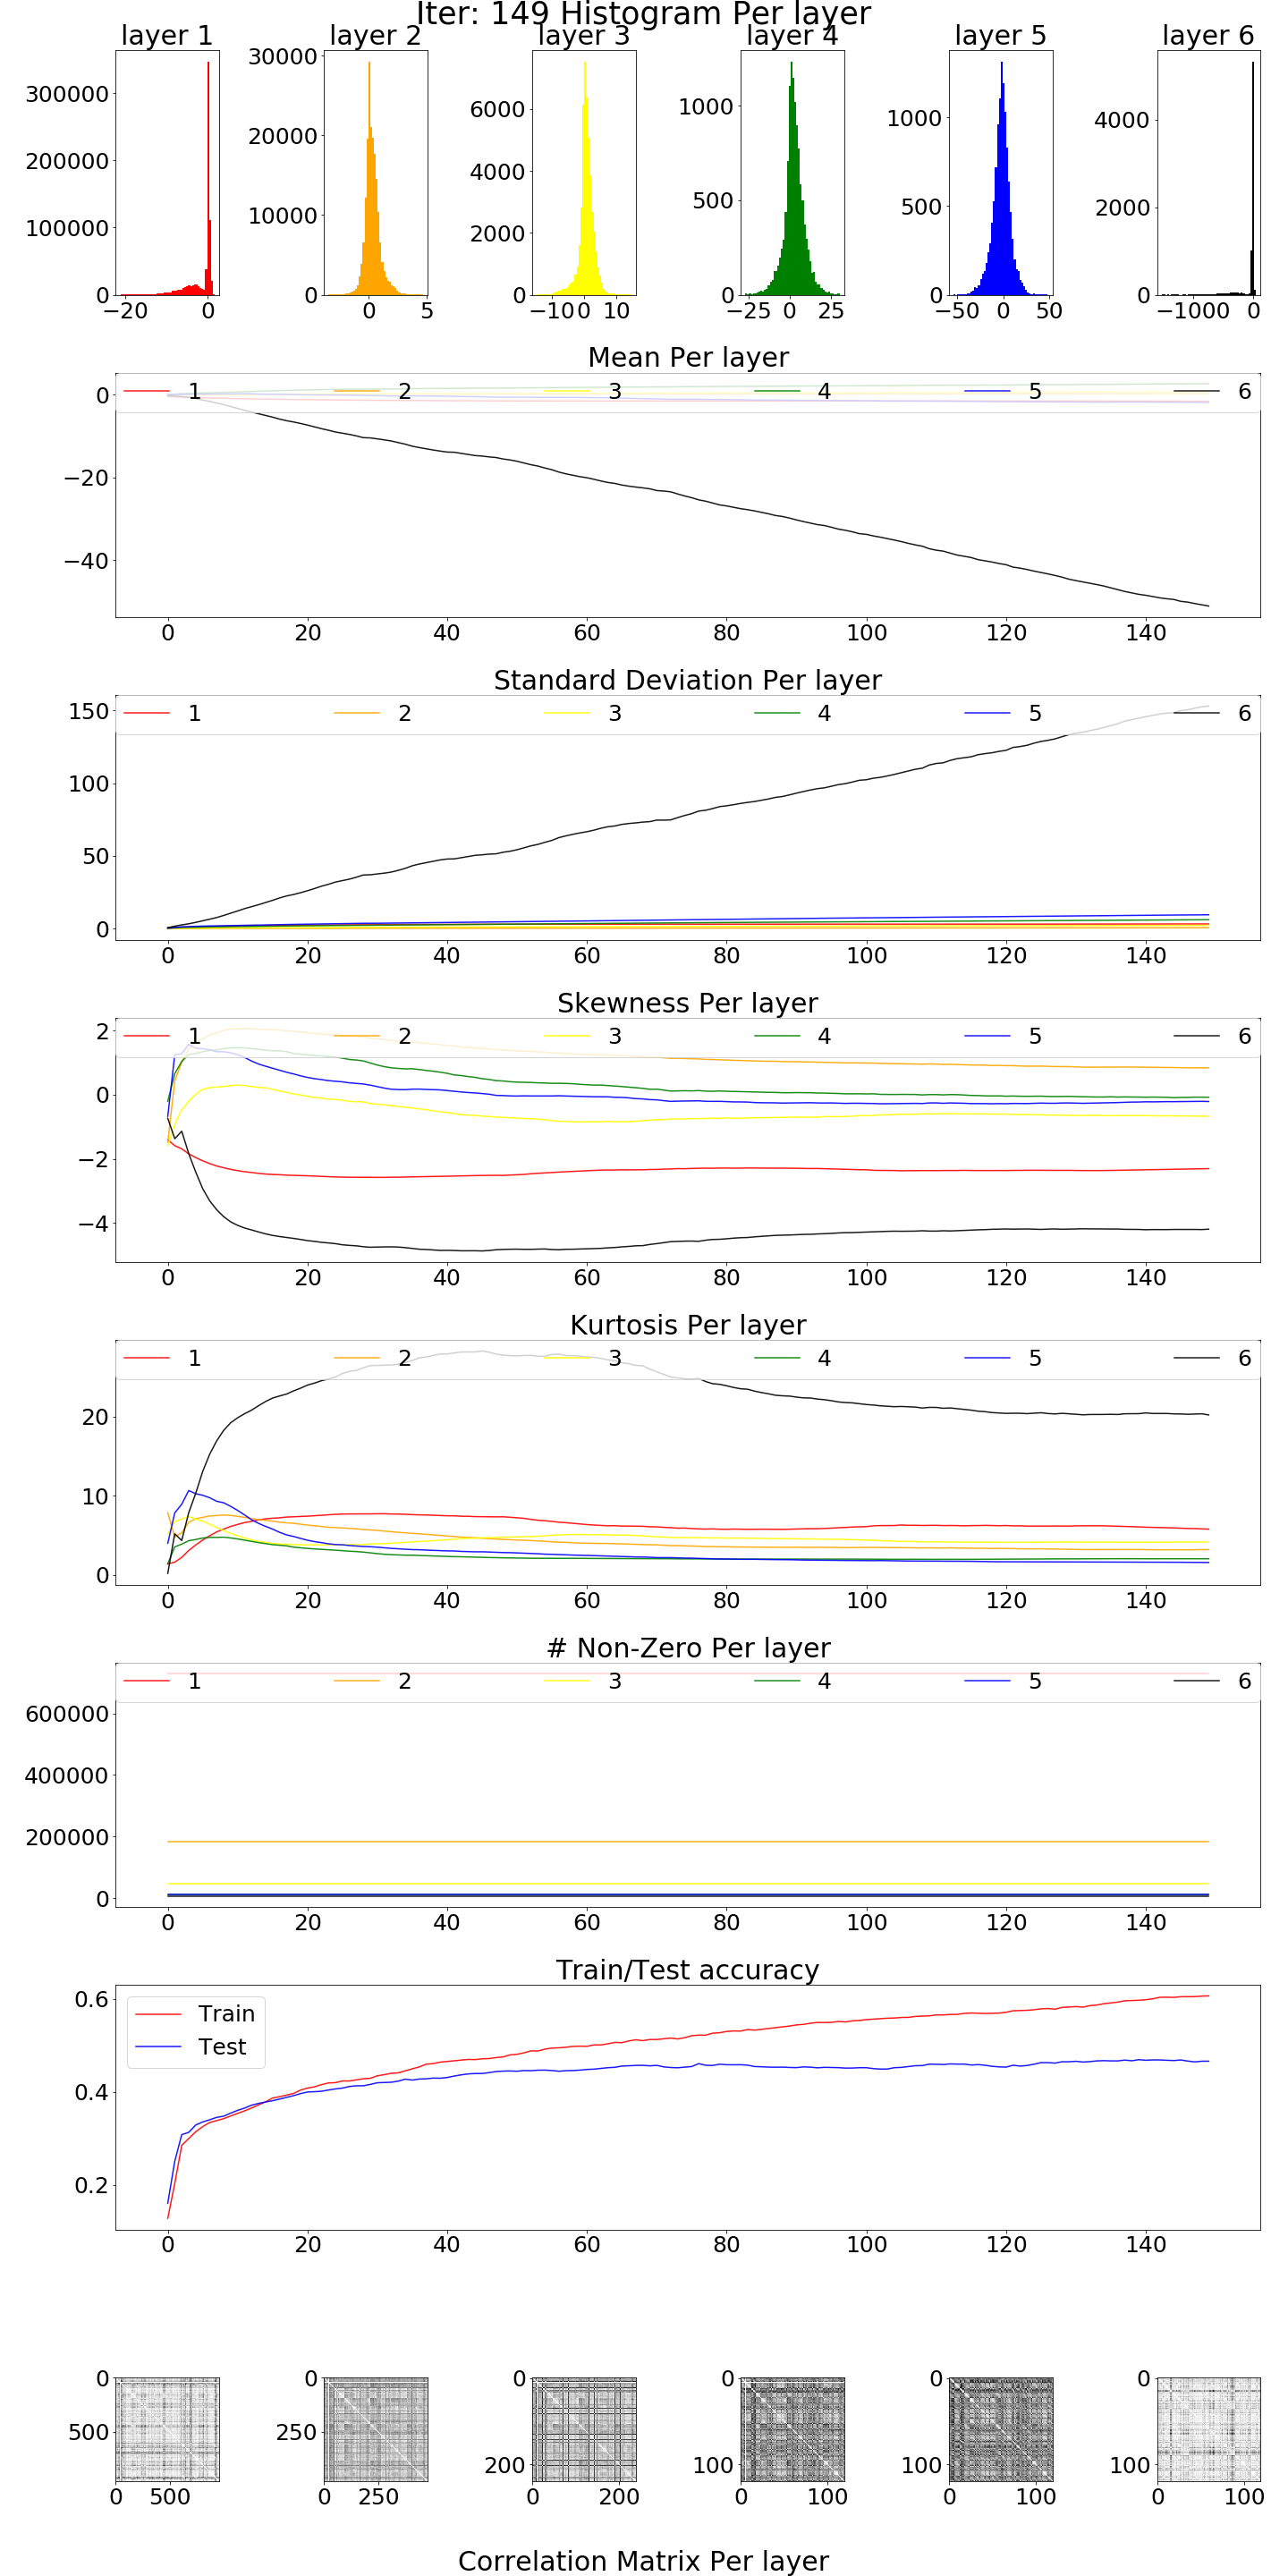 Iter: 149 Histogram Per layer
layer 1 layer 2 layer 3 layer 4 layer 5 layer 6
300000 200000 100000 0 −20 0
30000 20000 10000 0 0 5
6000 4000 2000 0 −10 0 10
1000 500 0 −25 0 25
1000 500 0 −50 0 50
4000 2000 0 −1000 0
Mean Per layer
1 2 3 4 5 6
0
−20
−40
0 20 40 60 80 100 120 140
Standard Deviation Per layer
1 2 3 4 5 6
150
100
50
0
0 20 40 60 80 100 120 140
Skewness Per layer
1 2 3 4 5 6
2
0
−2
−4
0 20 40 60 80 100 120 140
Kurtosis Per layer
1 2 3 4 5 6
20
10
0
0 20 40 60 80 100 120 140
# Non-Zero Per layer
1 2 3 4 5 6
600000
400000
200000
0
0 20 40 60 80 100 120 140
Train/Test accuracy
Train
Test
0.6
0.4
0.2
0 20 40 60 80 100 120 140
0 500 0 500
0 250 0 250
0 200 0 200
0 100 0 100
0 100 0 100
0 100 0 100
Correlation Matrix Per layer